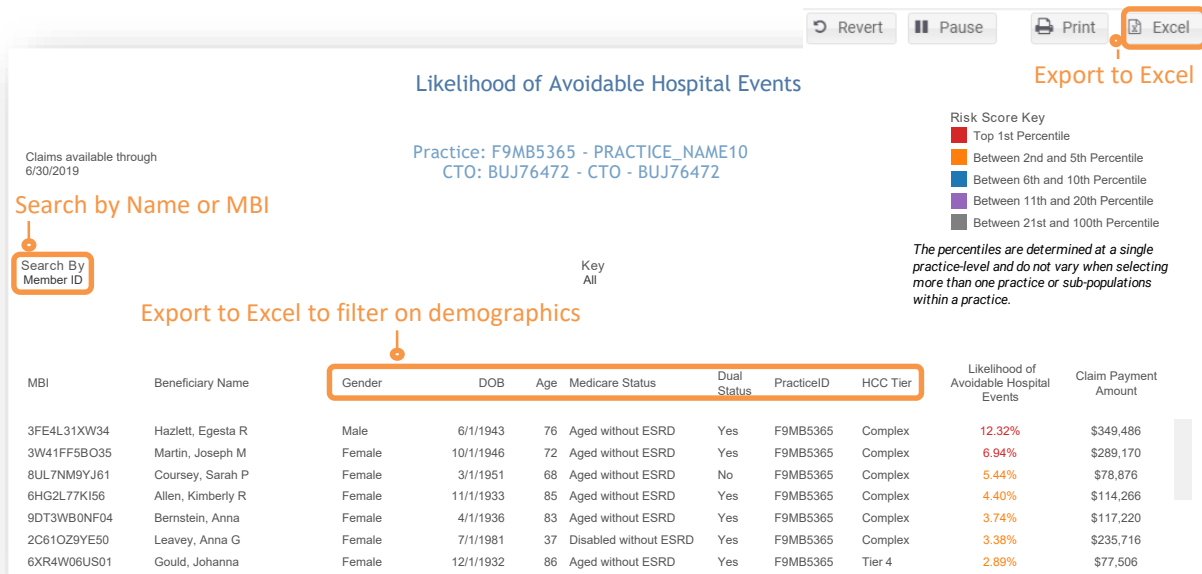 Revert Pause Print Excel
Export to Excel
Likelihood of Avoidable Hospital Events
Claims available through
6/30/2019
Practice: F9MB5365 - PRACTICE_NAME10
CTO: BUJ76472 - CTO - BUJ76472
Risk Score Key
Top 1st Percentile
Between 2nd and 5th Percentile
Between 6th and 10th Percentile
Between 11th and 20th Percentile
Between 21st and 100th Percentile
Search by Name or MBI
The percentiles are determined at a single
practice-level and do not vary when selecting
more than one practice or sub-populations
within a practice.
Search By
Member ID
Key
All
Export to Excel to filter on demographics
MBI Beneficiary Name Gender DOB Age Medicare Status Dual Status PracticeID HCC Tier Likelihood of Avoidable Hospital Events Claim Payment Amount
3FE4L31XW34 Hazlett, Egesta R Male 6/1/1943 76 Aged without ESRD Yes F9MB5365 Complex 12.32% $349,486
3W41FF5BO35 Martin, Joseph M Female 10/1/1946 72 Aged without ESRD Yes F9MB5365 Complex 6.94% $289,170
8UL7NM9YJ61 Coursey, Sarah P Female 3/1/1951 68 Aged without ESRD No F9MB5365 Complex 5.44% $78,876
6HG2L77KI56 Allen, Kimberly R Female 11/1/1933 85 Aged without ESRD Yes F9MB5365 Complex 4.40% $114,266
9DT3WB0NF04 Bernstein, Anna Female 4/1/1936 83 Aged without ESRD Yes F9MB5365 Complex 3.74% $117,220
2C61OZ9YE50 Leavey, Anna G Female 7/1/1981 37 Disabled without ESRD Yes F9MB5365 Complex 3.38% $235,716
6XR4W06US01 Gould, Johanna Female 12/1/1932 86 Aged without ESRD Yes F9MB5365 Tier 4 2.89% $77,506